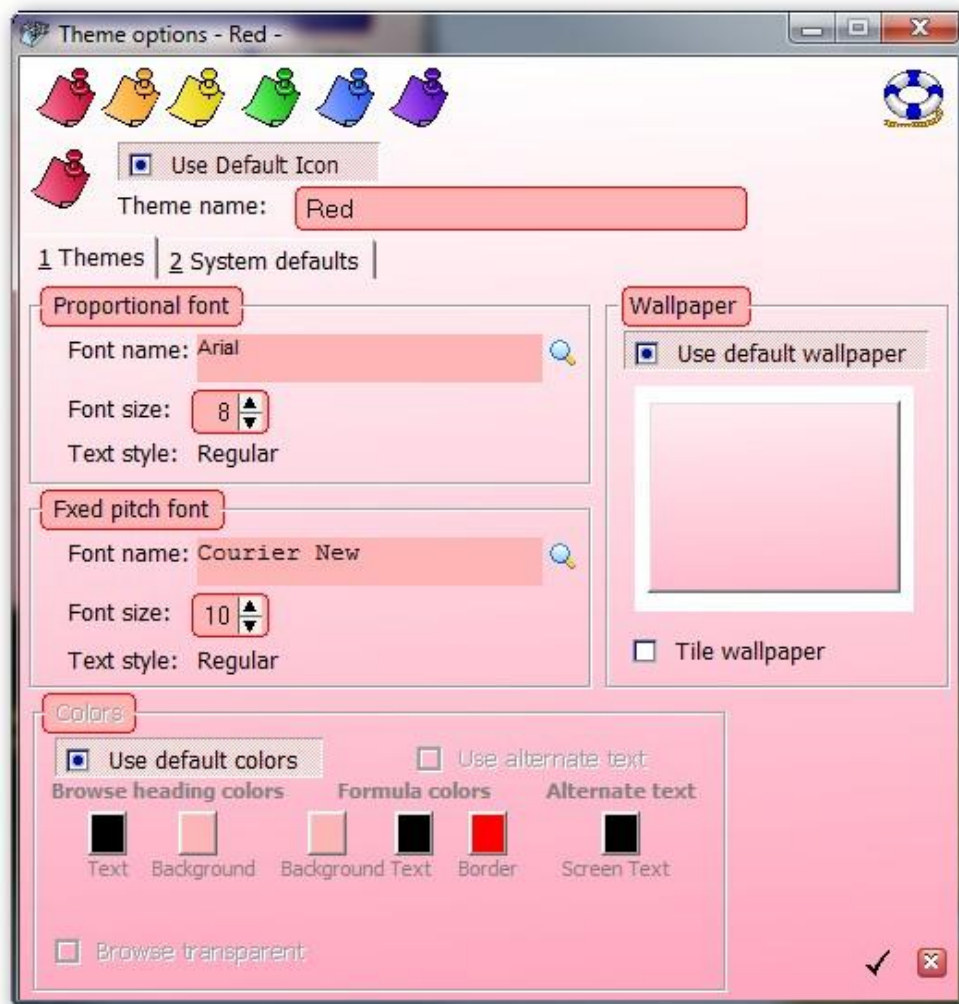 Theme options - Red -
Use Default Icon
Theme name: Red
1 Themes 2 System defaults
Proportional font
Font name: Arial
Font size: 8
Text style: Regular
Fxed pitch font
Font name: Courier New
Font size: 10
Text style: Regular
Wallpaper
Use default wallpaper
Tile wallpaper
Colors
Use default colors Use alternate text
Browse heading colors Formula colors Alternate text
Text Background Background Text Border Screen Text
Browse transparent